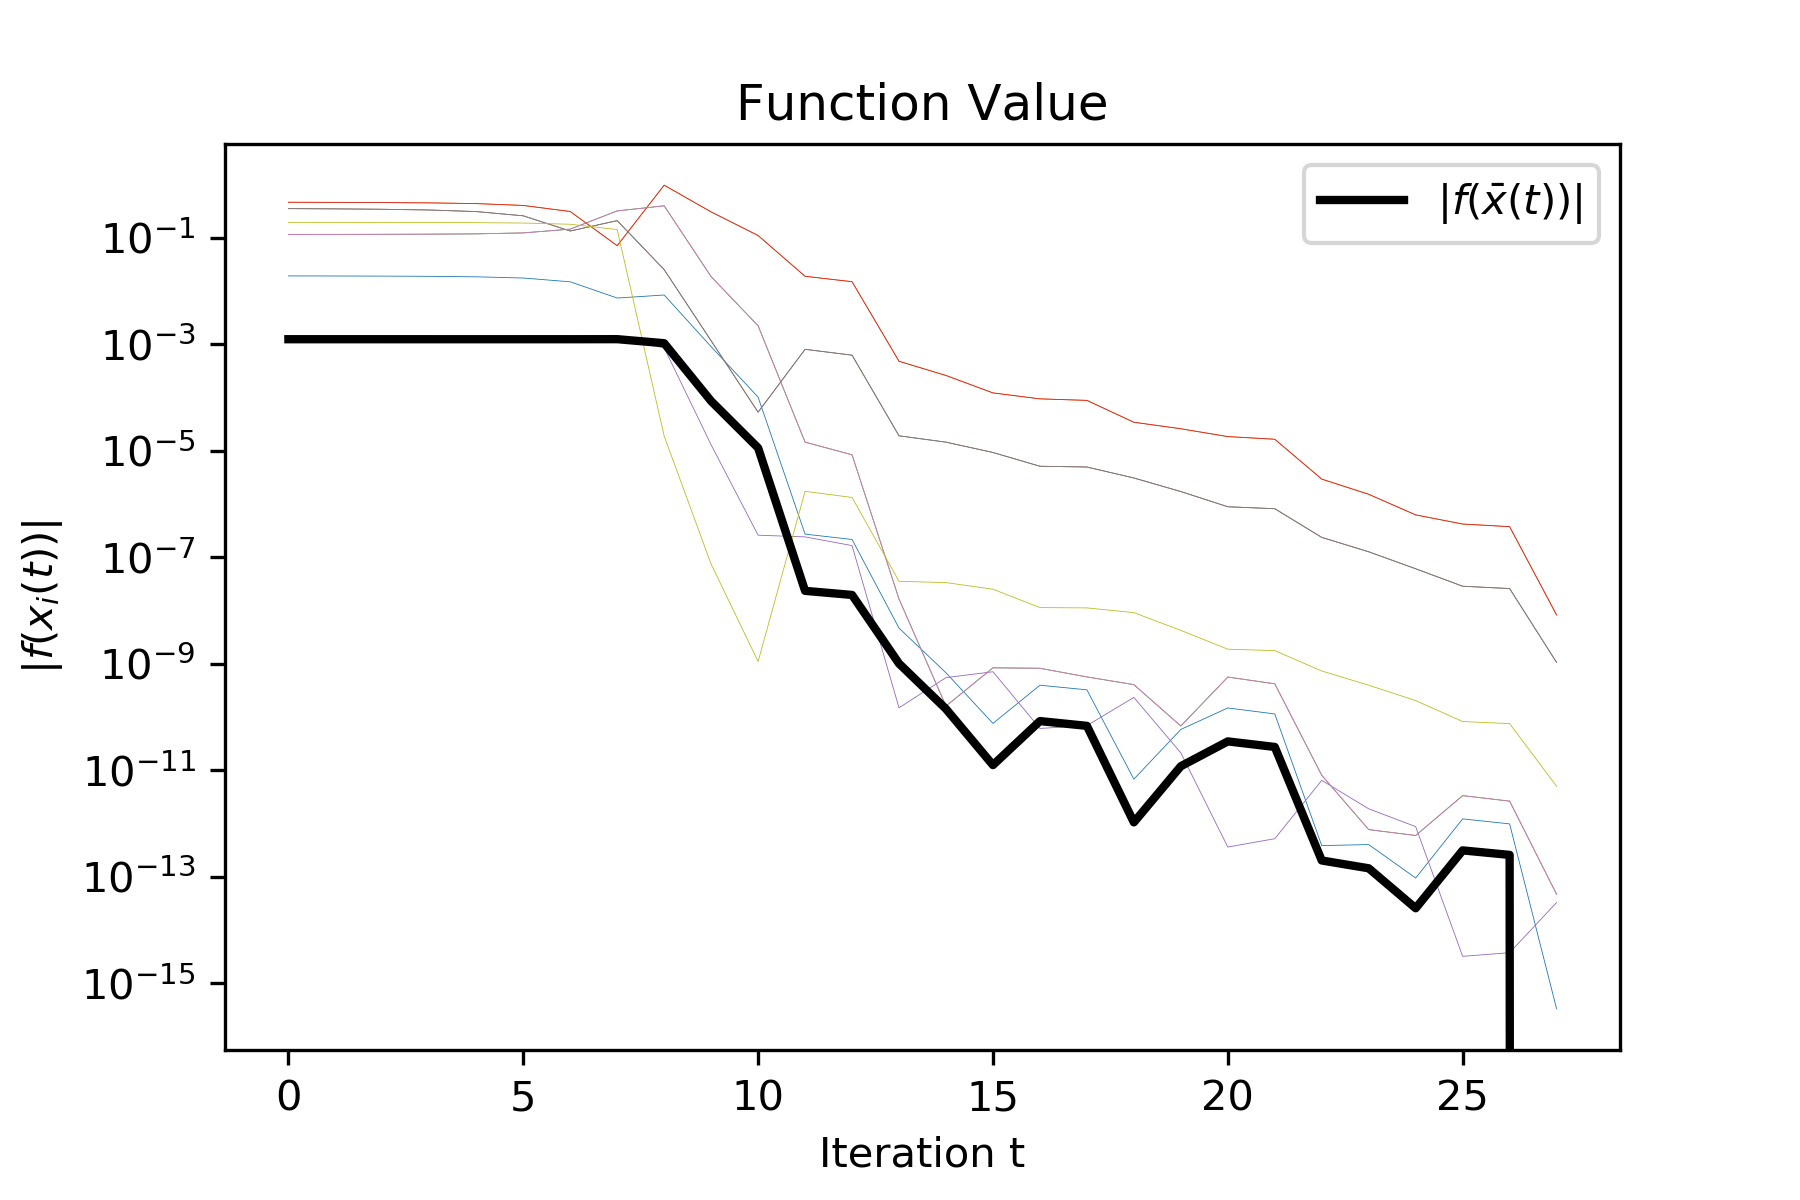 Function Value
|f(x̄(t))|
|f(xᵢ(t))|
10⁻¹
10⁻³
10⁻⁵
10⁻⁷
10⁻⁹
10⁻¹¹
10⁻¹³
10⁻¹⁵
0 5 10 15 20 25
Iteration t